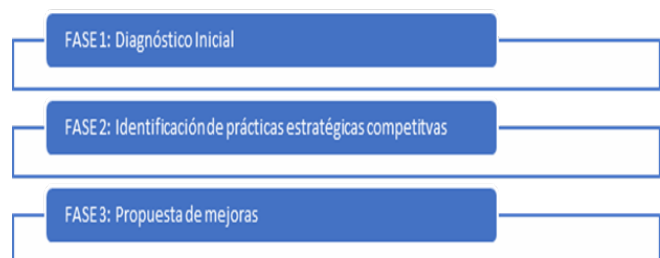 FASE 1: Diagnóstico Inicial
FASE 2: Identificación de prácticas estratégicas competitvas
FASE 3: Propuesta de mejoras